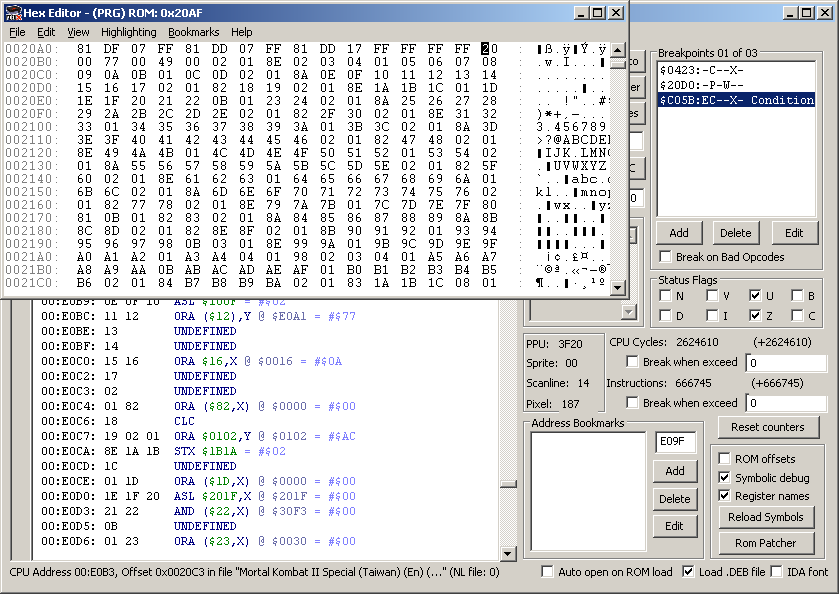 Hex Editor - (PRG) ROM: 0x20AF
File Edit View Highlighting Bookmarks Help
0020A0: 81 DF 07 FF 81 DD 07 FF 81 DD 17 FF FF FF FF 20
0020B0: 00 77 00 49 00 02 01 8E 02 03 04 01 05 06 07 08
0020C0: 09 0A 0B 01 0C 0D 02 01 8A 0E 0F 10 11 12 13 14
0020D0: 15 16 17 02 01 82 18 19 02 01 8E 1A 1B 1C 01 1D
0020E0: 1E 1F 20 21 22 0B 01 23 24 02 01 8A 25 26 27 28
0020F0: 29 2A 2B 2C 2D 2E 02 01 82 2F 30 02 01 8E 31 32
002100: 33 01 34 35 36 37 38 39 3A 01 3B 3C 02 01 8A 3D
002110: 3E 3F 40 41 42 43 44 45 46 02 01 82 47 48 02 01
002120: 8E 49 4A 4B 01 4C 4D 4E 4F 50 51 52 01 53 54 02
002130: 01 8A 55 56 57 58 59 5A 5B 5C 5D 5E 02 01 82 5F
002140: 60 02 01 8E 61 62 63 01 64 65 66 67 68 69 6A 01
002150: 6B 6C 02 01 8A 6D 6E 6F 70 71 72 73 74 75 76 02
002160: 01 82 77 78 02 01 8E 79 7A 7B 01 7C 7D 7E 7F 80
002170: 81 0B 01 82 83 02 01 8A 84 85 86 87 88 89 8A 8B
002180: 8C 8D 02 01 82 8E 8F 02 01 8B 90 91 92 01 93 94
002190: 95 96 97 98 0B 03 01 8E 99 9A 01 9B 9C 9D 9E 9F
0021A0: A0 A1 A2 01 A3 04 01 98 02 03 04 01 A5 A6 A7
0021B0: A8 A9 AA 0B AB AC AD AE AF 01 B0 B1 B2 B3 B4 B5
0021C0: B6 02 01 84 B7 B8 B9 BA 02 01 83 1A 1B 1C 08 01
Breakpoints 01 of 03
$0423:-C--X-
$20D0:-P-W--
$C05B:EC--X- Condition
Add Delete Edit
Break on Bad Opcodes
Status Flags
N V U B
D I Z C
00:E0B9: 0E 0F 10 ASL $100F = #$02
00:E0BC: 11 12 ORA ($12),Y @ $E0A1 = #$77
00:E0BE: 13 UNDEFINED
00:E0BF: 14 UNDEFINED
00:E0C0: 15 16 ORA $16,X @ $0016 = #$0A
00:E0C2: 17 UNDEFINED
00:E0C3: 02 UNDEFINED
00:E0C4: 01 82 ORA ($82,X) @ $0000 = #$00
00:E0C6: 18 CLC
00:E0C7: 19 02 01 ORA $0102,Y @ $0102 = #$AC
00:E0CA: 8E 1A 1B STX $1B1A = #$02
00:E0CD: 1C UNDEFINED
00:E0CE: 01 1D ORA ($1D,X) @ $0000 = #$00
00:E0D0: 1E 1F 20 ASL $201F,X @ $201F = #$00
00:E0D3: 21 22 AND ($22,X) @ $30F3 = #$00
00:E0D5: 0B UNDEFINED
00:E0D6: 01 23 ORA ($23,X) @ $0030 = #$00
PPU: 3F20
Sprite: 00
Scanline: 14
Pixel: 187
CPU Cycles: 2624610 (+2624610)
Break when exceed 0
Instructions: 666745 (+666745)
Break when exceed 0
Address Bookmarks
E09F
Add
Delete
Edit
Reset counters
ROM offsets
Symbolic debug
Register names
Reload Symbols
Rom Patcher
CPU Address 00:E0B3, Offset 0x0020C3 in file "Mortal Kombat II Special (Taiwan) (En) (..." (NL file: 0)
Auto open on ROM load Load .DEB file IDA font